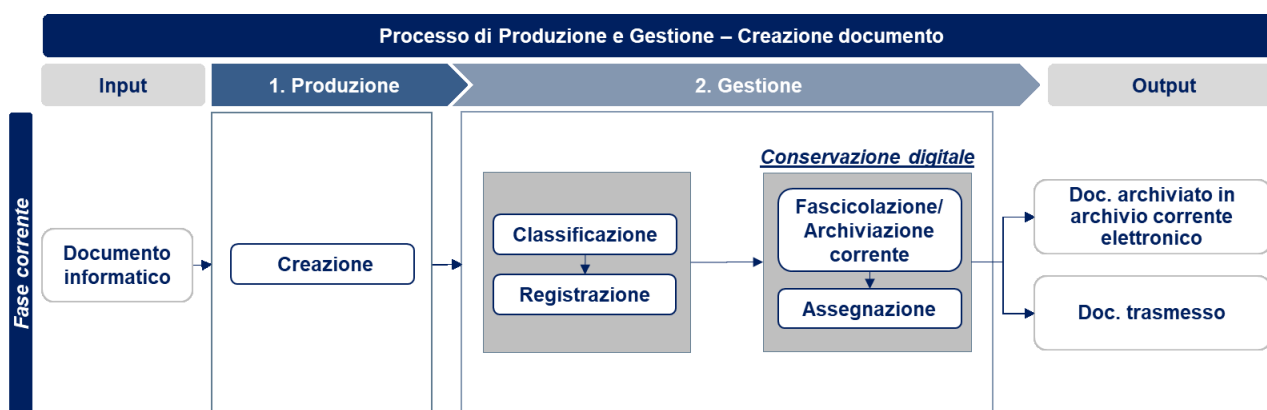 Processo di Produzione e Gestione – Creazione documento
Input
1. Produzione
2. Gestione
Output
Fase corrente
Documento
informatico
Creazione
Classificazione
Registrazione
Conservazione digitale
Fascicolazione/
Archiviazione
corrente
Assegnazione
Doc. archiviato in
archivio corrente
elettronico
Doc. trasmesso